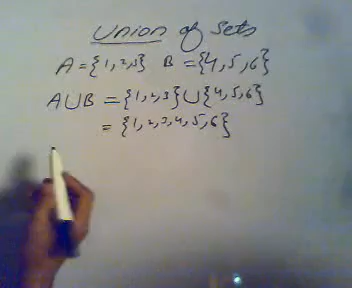 Union of Sets
A = {1,2,3} B = {4,5,6}
A∪B = {1,2,3} ∪ {4,5,6}
= {1,2,3,4,5,6}